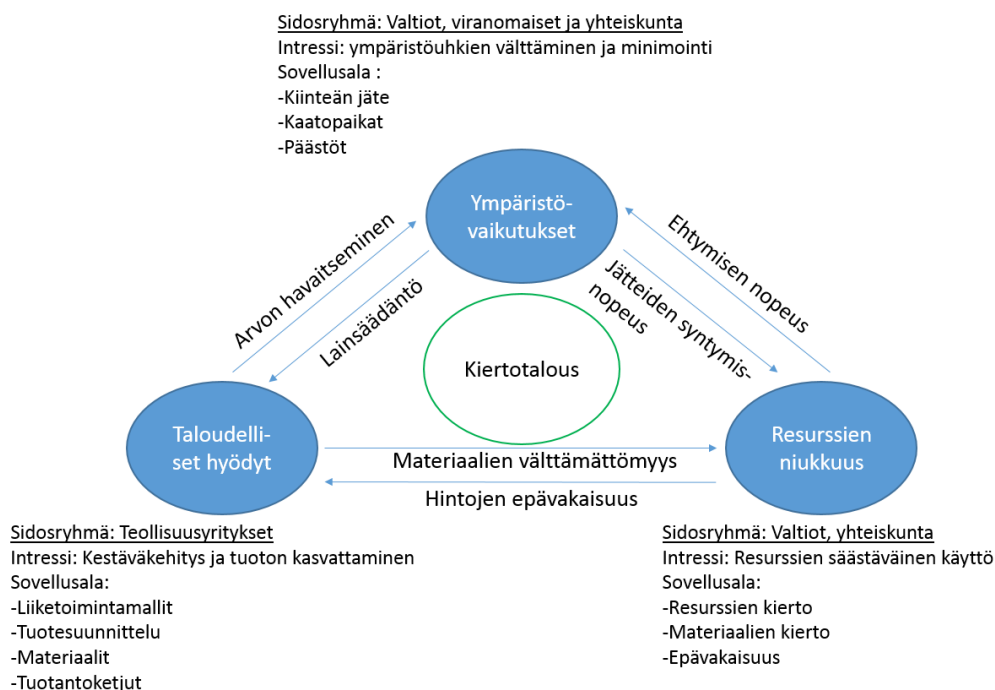 Sidosryhmä: Valtiot, viranomaiset ja yhteiskunta
Intressi: ympäristöuhkien välttäminen ja minimointi
Sovellusala :
-Kiinteän jäte
-Kaatopaikat
-Päästöt
Ympäristö-
vaikutukset
Arvon havaitseminen
Lainsäädäntö
Ehtymisen nopeus
Jätteiden syntymis-
nopeus
Kiertotalous
Taloudelli-
set hyödyt
Materiaalien välttämättömyys
Hintojen epävakaisuus
Resurssien
niukkuus
Sidosryhmä: Teollisuusyritykset
Intressi: Kestäväkehitys ja tuoton kasvattaminen
Sovellusala:
-Liiketoimintamallit
-Tuotesuunnittelu
-Materiaalit
-Tuotantoketjut
Sidosryhmä: Valtiot, yhteiskunta
Intressi: Resurssien säästäväinen käyttö
Sovellusala:
-Resurssien kierto
-Materiaalien kierto
-Epävakaisuus